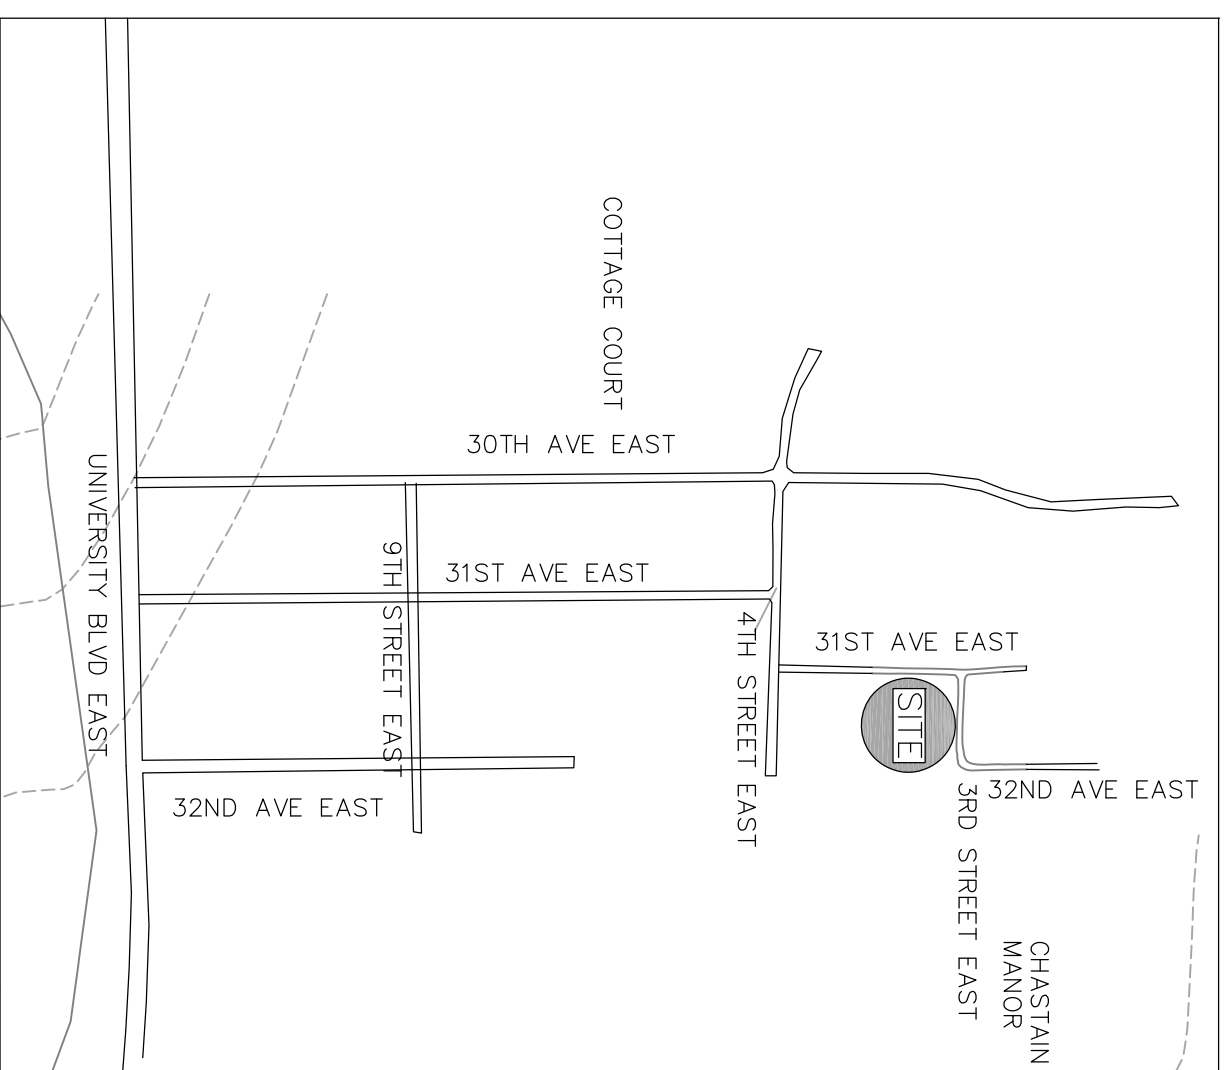 COTTAGE COURT
30TH AVE EAST
UNIVERSITY BLVD EAST
9TH STREET EAST
31ST AVE EAST
4TH STREET EAST
31ST AVE EAST
SITE
32ND AVE EAST
32ND AVE EAST
3RD STREET EAST
CHASTAIN
MANOR